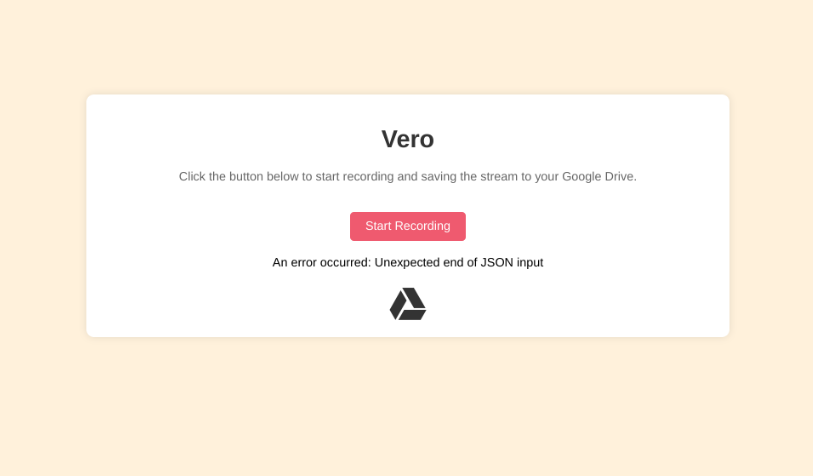 Vero
Click the button below to start recording and saving the stream to your Google Drive.
Start Recording
An error occurred: Unexpected end of JSON input